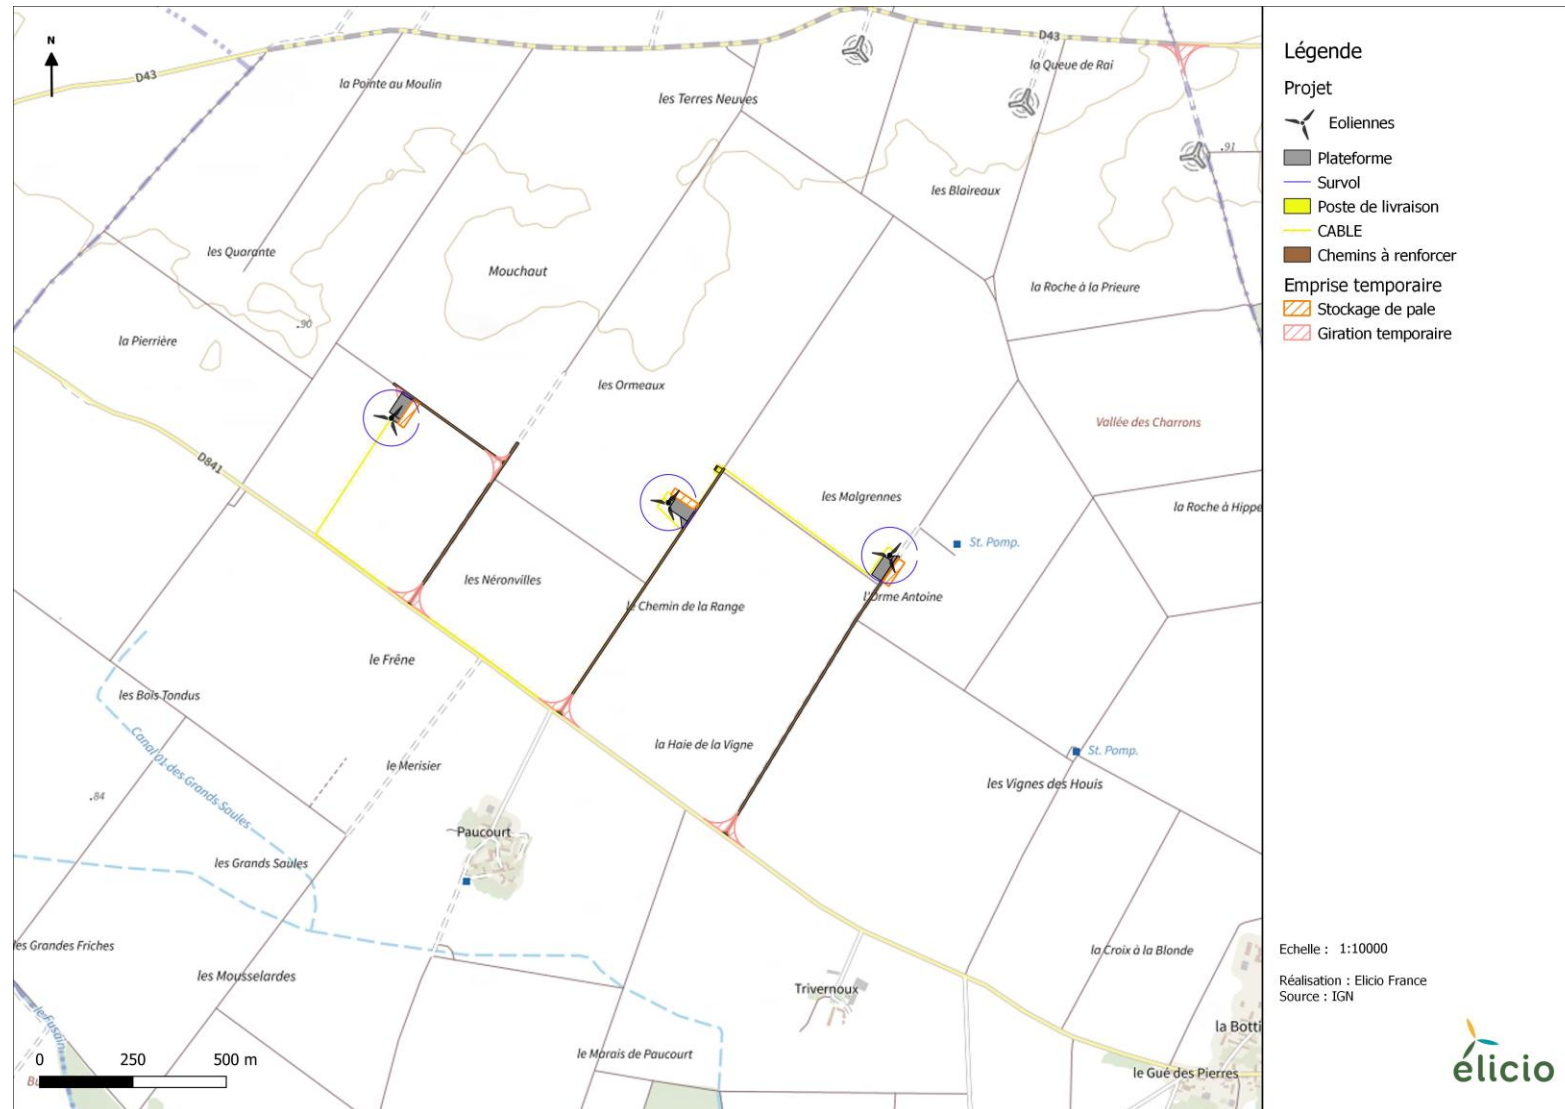 N
D43
D43
la Queue de Rai
la Pointe au Moulin
les Terres Neuves
.91
les Blaireaux
les Quarante
Mouchaut
la Roche à la Prieure
.90
la Pierrière
les Ormeaux
Vallée des Charrons
D841
les Malgrennes
la Roche à Hippe
St. Pomp.
les Néronvilles
l'Orme Antoine
le Chemin de la Range
le Frêne
les Bois Tondus
Canal 01 des Grands Saules
la Haie de la Vigne
St. Pomp.
le Merisier
les Vignes des Houis
.84
Paucourt
les Grands Saules
les Grandes Friches
la Croix à la Blonde
les Mousselardes
Trivernoux
le Fusain
la Botti
le Marais de Paucourt
le Gué des Pierres
0 250 500 m
Légende
Projet
Eoliennes
Plateforme
Survol
Poste de livraison
CABLE
Chemins à renforcer
Emprise temporaire
Stockage de pale
Giration temporaire
Echelle : 1:10000
Réalisation : Elicio France
Source : IGN
élicio